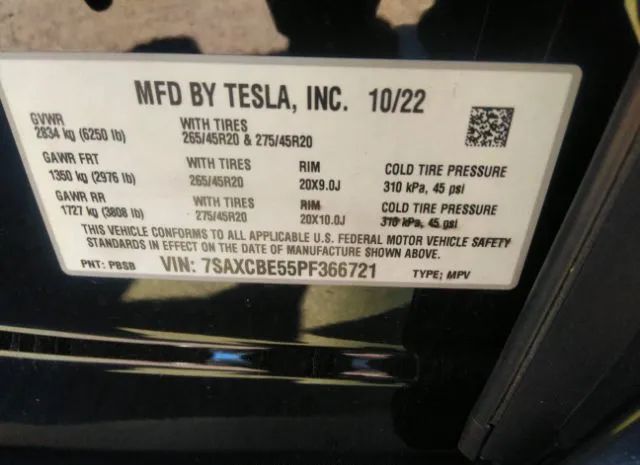 MFD BY TESLA, INC. 10/22
GVWR WITH TIRES
2834 kg (6250 lb) 265/45R20 & 275/45R20
GAWR FRT WITH TIRES RIM COLD TIRE PRESSURE
1350 kg (2976 lb) 265/45R20 20X9.0J 310 kPa, 45 psi
GAWR RR WITH TIRES RIM COLD TIRE PRESSURE
1727 kg (3808 lb) 275/45R20 20X10.0J 310 kPa, 45 psi
THIS VEHICLE CONFORMS TO ALL APPLICABLE U.S. FEDERAL MOTOR VEHICLE SAFETY
STANDARDS IN EFFECT ON THE DATE OF MANUFACTURE SHOWN ABOVE.
PNT: PBSB VIN: 7SAXCBE55PF366721 TYPE; MPV